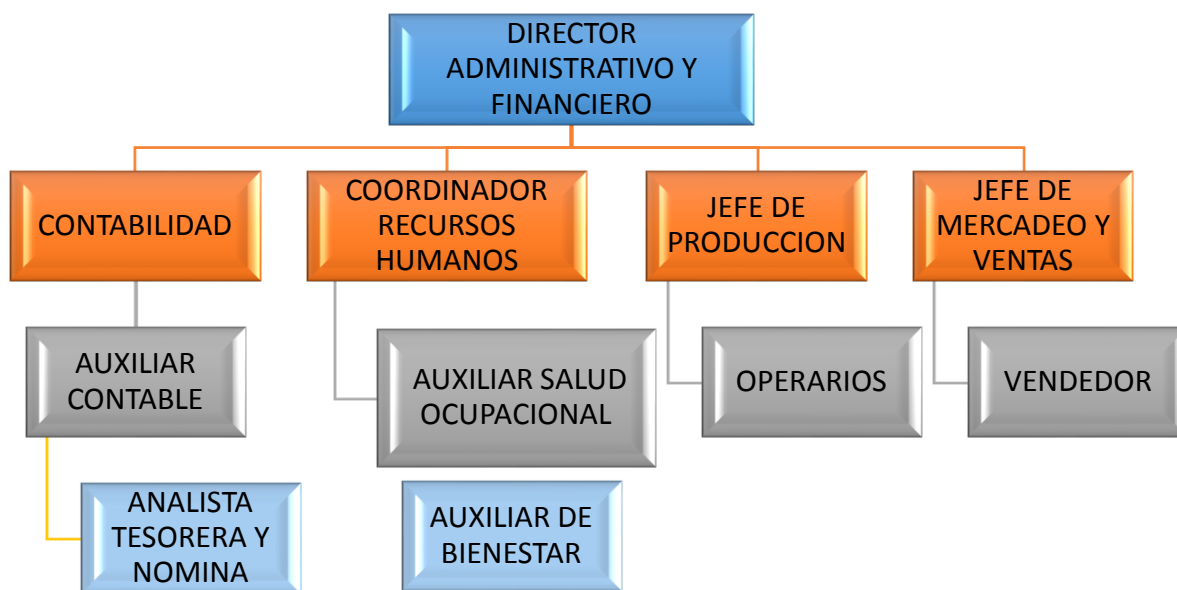 DIRECTOR
ADMINISTRATIVO Y
FINANCIERO
CONTABILIDAD
COORDINADOR
RECURSOS
HUMANOS
JEFE DE
PRODUCCION
JEFE DE
MERCADEO Y
VENTAS
AUXILIAR
CONTABLE
AUXILIAR SALUD
OCUPACIONAL
OPERARIOS
VENDEDOR
ANALISTA
TESORERA Y
NOMINA
AUXILIAR DE
BIENESTAR